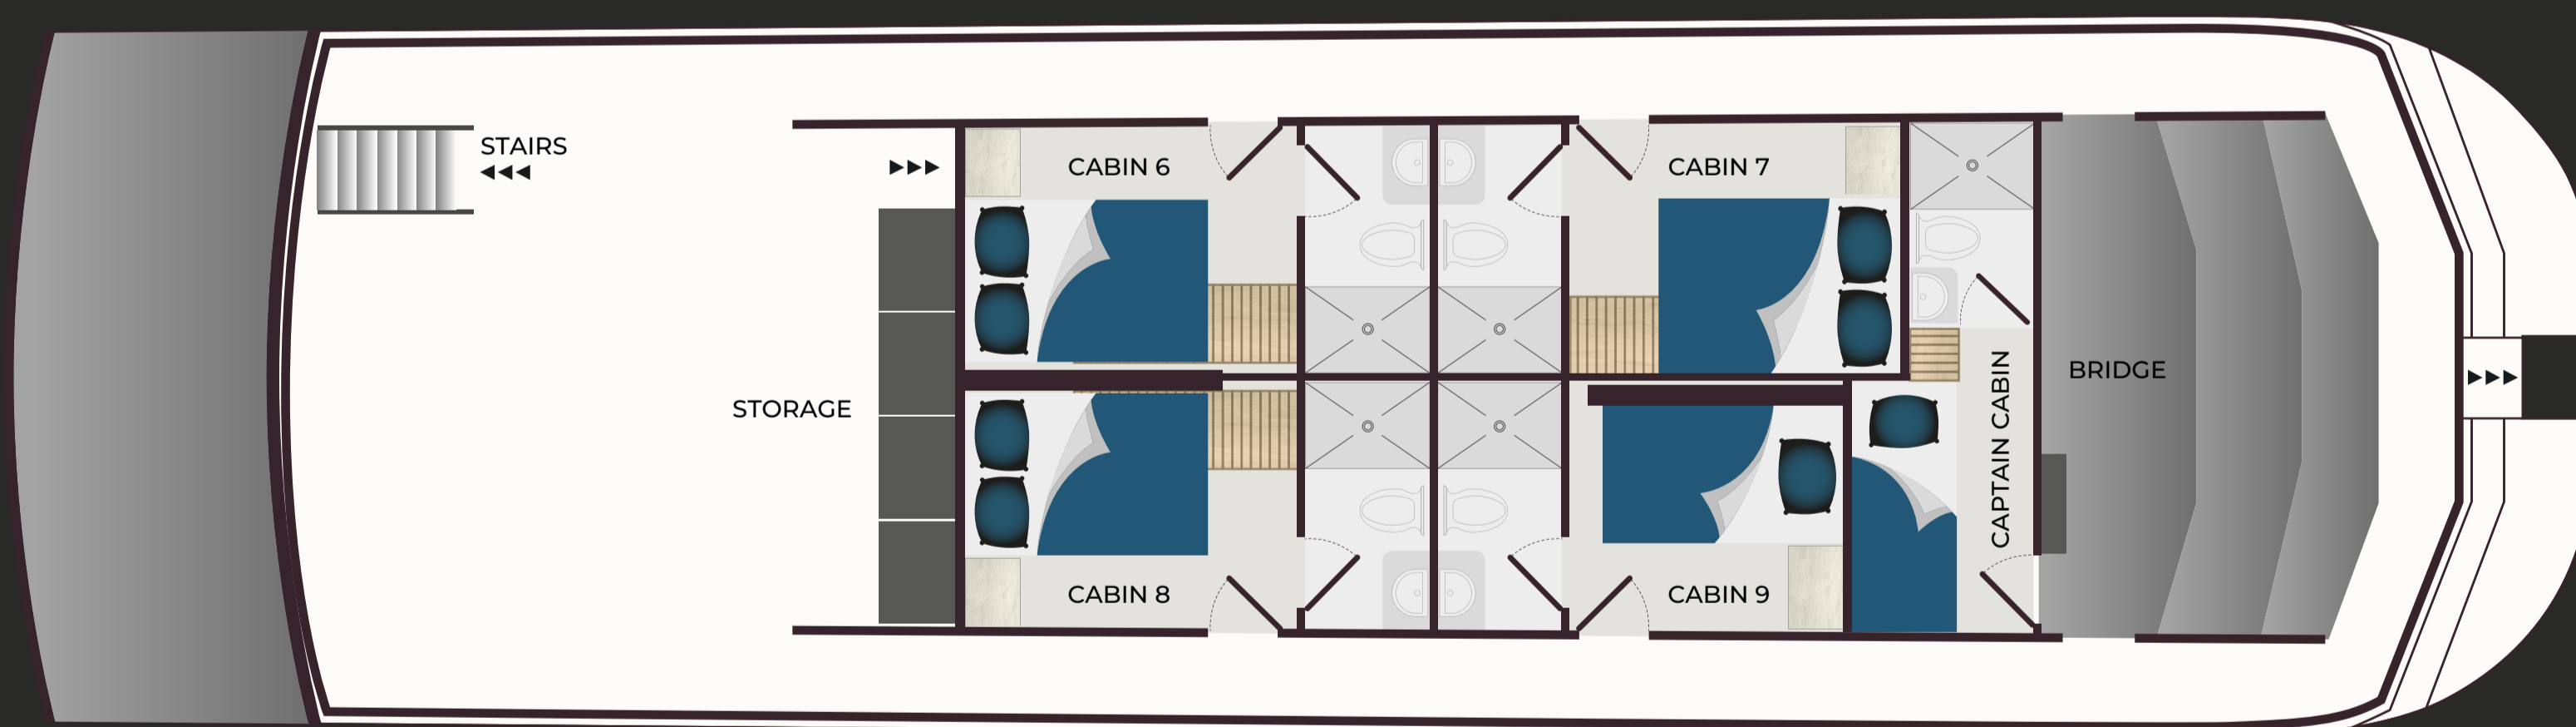 STAIRS
CABIN 6
CABIN 7
STORAGE
CAPTAIN CABIN
BRIDGE
CABIN 8
CABIN 9